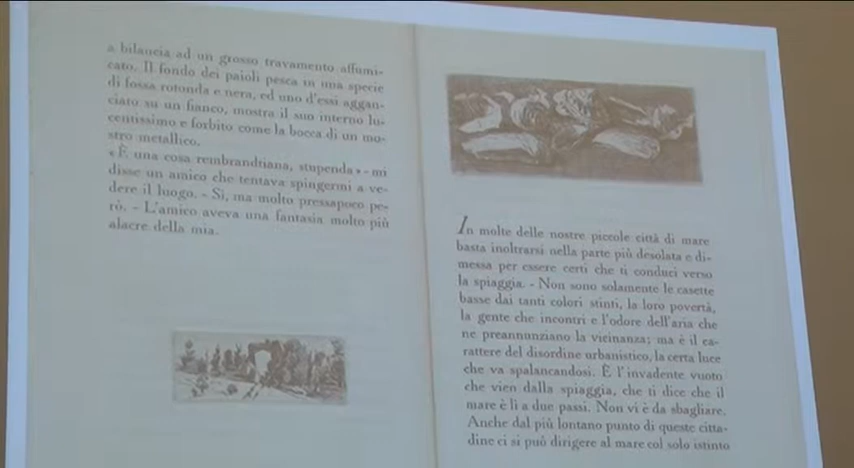 a bilancia ad un grosso travamento affumi-
cato. Il fondo dei paioli pesca in una specie
di fossa rotonda e nera, ed uno d'essi aggan-
ciato su un fianco, mostra il suo interno lu-
centissimo e forbito come la bocca di un mo-
stro metallico.
«È una cosa rembrandtiana, stupenda» - mi
disse un amico che tentava spingermi a ve-
dere il luogo. - Sì, ma molto pressapoco pe-
rò. - L'amico aveva una fantasia molto più
alacre della mia.
In molte delle nostre piccole città di mare
basta inoltrarsi nella parte più desolata e di-
messa per essere certi che ti conduci verso
la spiaggia. - Non sono solamente le casette
basse dai tanti colori stinti, la loro povertà,
la gente che incontri e l'odore dell'aria che
ne preannunziano la vicinanza; ma è il ca-
rattere del disordine urbanistico, la certa luce
che va spalancandosi. È l'invadente vuoto
che vien dalla spiaggia, che ti dice che il
mare è lì a due passi. Non vi è da sbagliare.
Anche dal più lontano punto di queste citta-
dine ci si può dirigere al mare col solo istinto